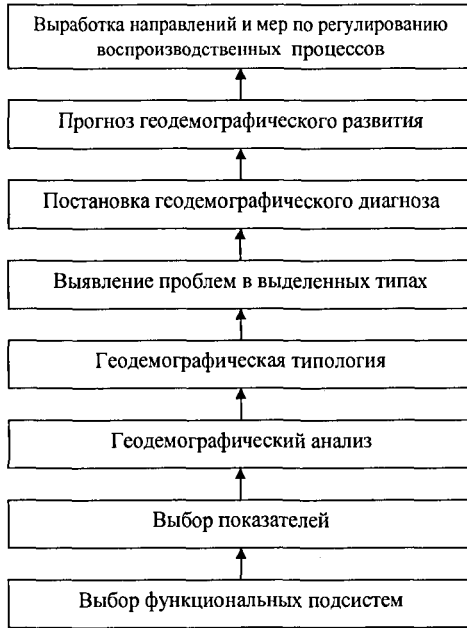 Выработка направлений и мер по регулированию
воспроизводственных процессов
Прогноз геодемографического развития
Постановка геодемографического диагноза
Выявление проблем в выделенных типах
Геодемографическая типология
Геодемографический анализ
Выбор показателей
Выбор функциональных подсистем